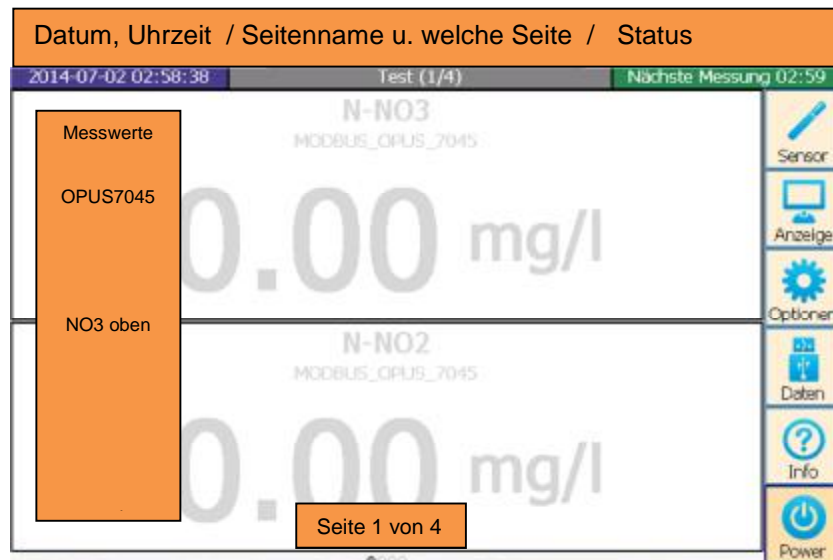 Datum, Uhrzeit / Seitenname u. welche Seite / Status
2014-07-02 02:58:38 Test (1/4) Nächste Messung 02:59
N-NO3
MODBUS_OPUS_7045
0.00 mg/l
Messwerte
OPUS7045
NO3 oben
N-NO2
MODBUS_OPUS_7045
0.00 mg/l
Seite 1 von 4
Sensor
Anzeige
Optionen
Daten
Info
Power